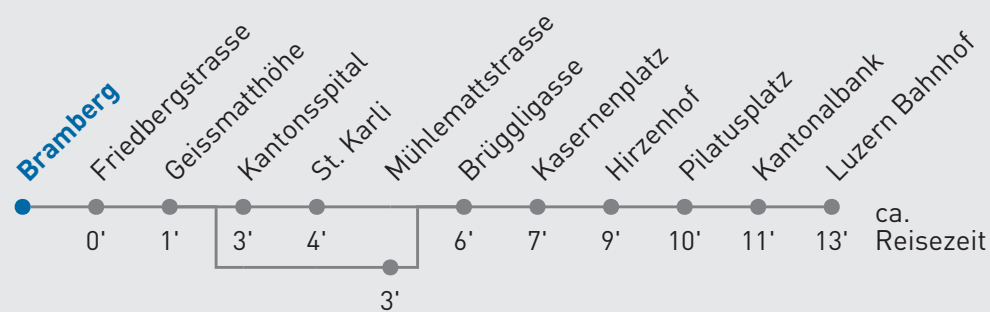 Bramberg
Friedbergstrasse
Geissmatthöhe
Kantonsspital
St. Karli
Mühlemattstrasse
Brüggligasse
Kasernenplatz
Hirzenhof
Pilatusplatz
Kantonalbank
Luzern Bahnhof
0' 1' 3' 4' 6' 7' 9' 10' 11' 13'
ca.
Reisezeit
3'